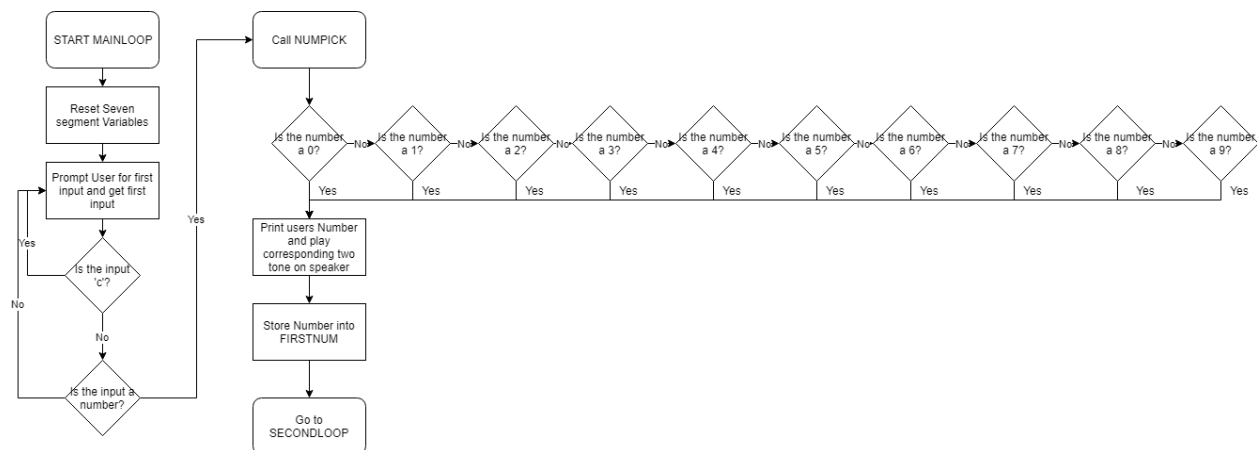 START MAINLOOP
Reset Seven
segment Variables
Prompt User for first
input and get first
input
Yes
Is the input
'c'?
No
No
Is the input a
number?
Yes
Call NUMPICK
Is the number
a 0?
No
Is the number
a 1?
No
Is the number
a 2?
No
Is the number
a 3?
No
Is the number
a 4?
No
Is the number
a 5?
No
Is the number
a 6?
No
Is the number
a 7?
No
Is the number
a 8?
No
Is the number
a 9?
Yes
Yes
Yes
Yes
Yes
Yes
Yes
Yes
Yes
Yes
Print users Number
and play
corresponding two
tone on speaker
Store Number into
FIRSTNUM
Go to
SECONDLOOP